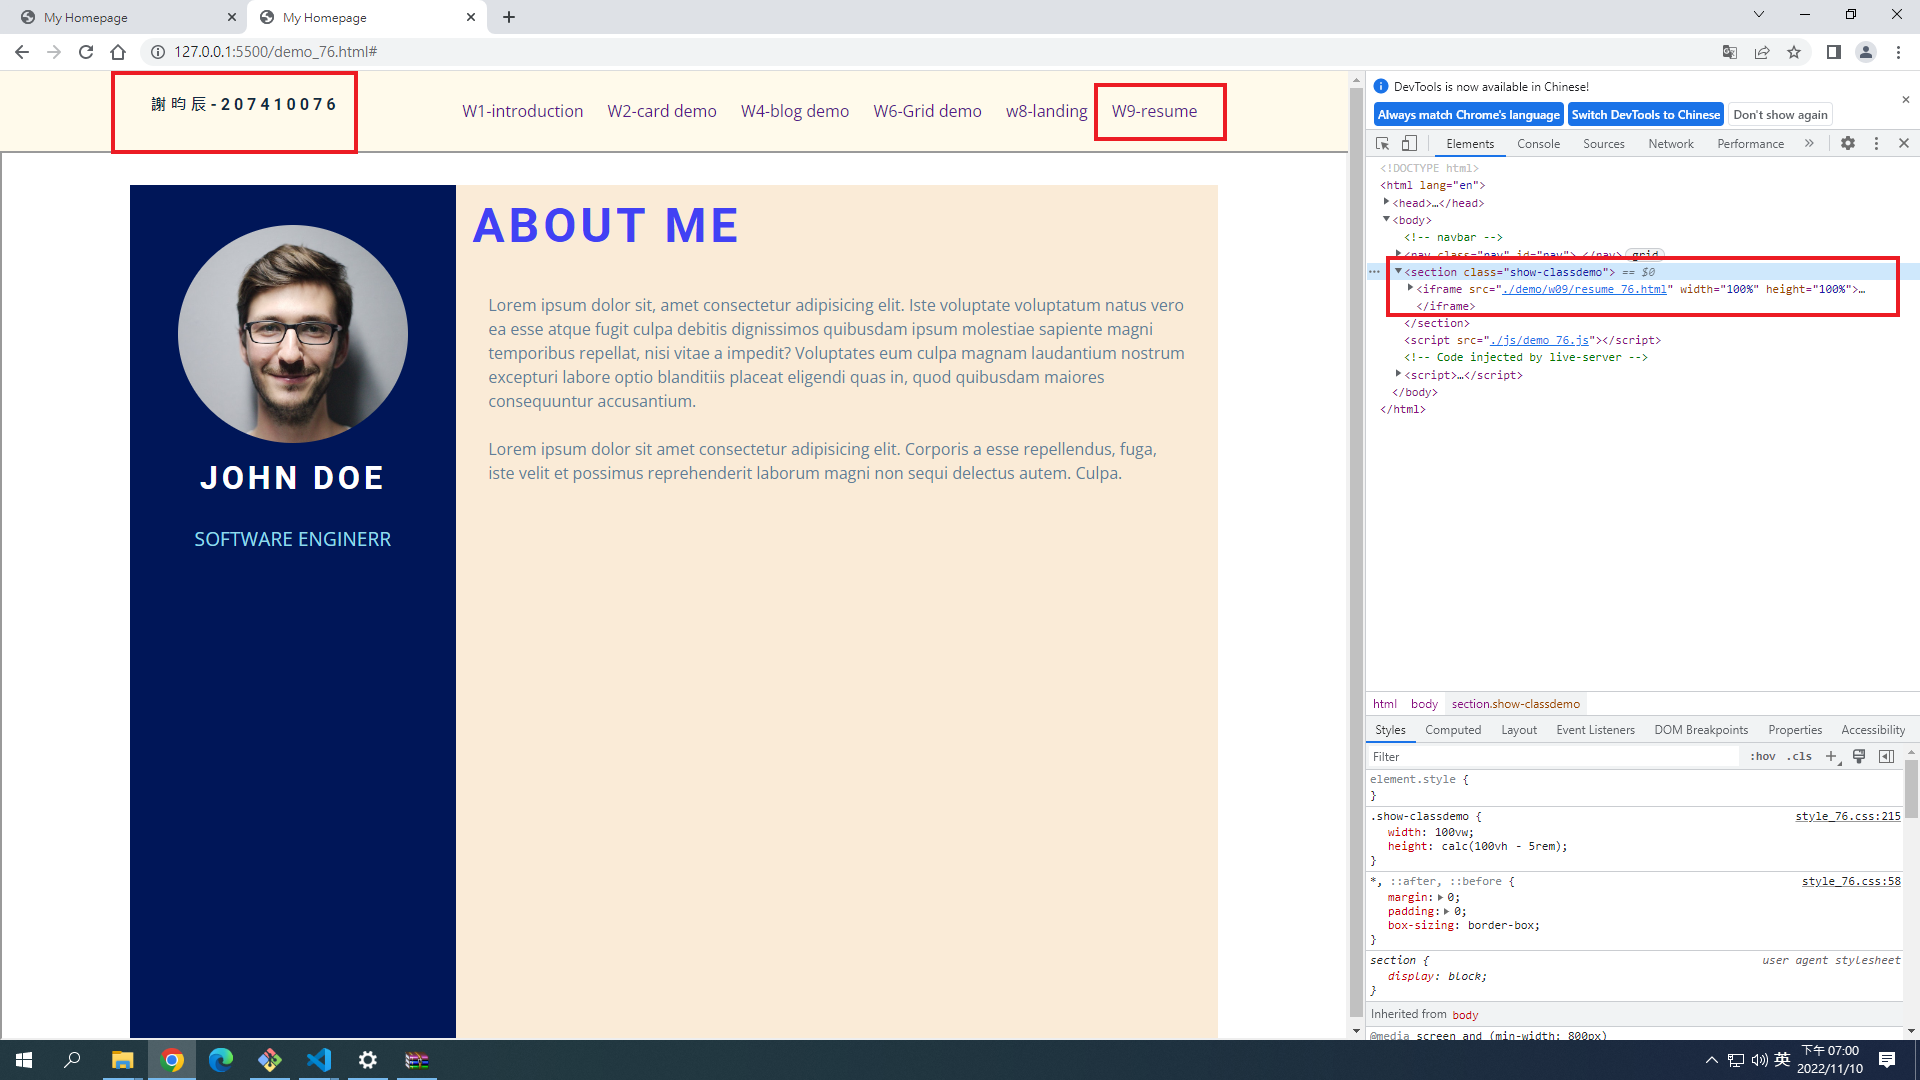 My Homepage
My Homepage
127.0.0.1:5500/demo_76.html#
謝昀辰-207410076
W1-introduction W2-card demo W4-blog demo W6-Grid demo w8-landing W9-resume
ABOUT ME
Lorem ipsum dolor sit, amet consectetur adipisicing elit. Iste voluptate voluptatum natus vero
ea esse atque fugit culpa debitis dignissimos quibusdam ipsum molestiae sapiente magni
temporibus repellat, nisi vitae a impedit? Voluptates eum culpa magnam laudantium nostrum
excepturi labore optio blanditiis placeat eligendi quas in, quod quibusdam maiores
consequuntur accusantium.
Lorem ipsum dolor sit amet consectetur adipisicing elit. Corporis a esse repellendus, fuga,
iste velit et possimus reprehenderit laborum magni non sequi delectus autem. Culpa.
JOHN DOE
SOFTWARE ENGINERR
DevTools is now available in Chinese!
Always match Chrome's language Switch DevTools to Chinese Don't show again
Elements Console Sources Network Performance
<!DOCTYPE html>
<html lang="en">
<head>…</head>
<body>
<!-- navbar -->
<nav class="nav" id="nav">…</nav> grid
<section class="show-classdemo"> == $0
<iframe src="./demo/w09/resume_76.html" width="100%" height="100%">…
</iframe>
</section>
<script src="./js/demo_76.js"></script>
<!-- Code injected by live-server -->
<script>…</script>
</body>
</html>
html body section.show-classdemo
Styles Computed Layout Event Listeners DOM Breakpoints Properties Accessibility
Filter :hov .cls
element.style {
}
.show-classdemo { style_76.css:215
width: 100vw;
height: calc(100vh - 5rem);
}
*, ::after, ::before { style_76.css:58
margin: 0;
padding: 0;
box-sizing: border-box;
}
section { user agent stylesheet
display: block;
}
Inherited from body
@media screen and (min-width: 800px)
英
下午 07:00
2022/11/10